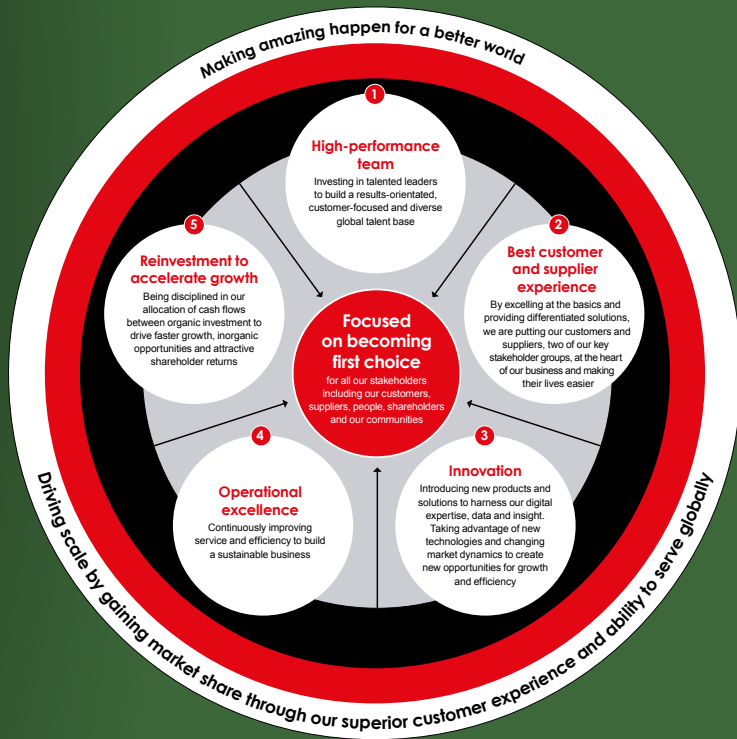 Making amazing happen for a better world
1
High-performance
team
Investing in talented leaders
to build a results-orientated,
customer-focused and diverse
global talent base
2
Best customer
and supplier
experience
By excelling at the basics and
providing differentiated solutions,
we are putting our customers and
suppliers, two of our key
stakeholder groups, at the heart
of our business and making
their lives easier
3
Innovation
Introducing new products and
solutions to harness our digital
expertise, data and insight.
Taking advantage of new
technologies and changing
market dynamics to create
new opportunities for growth
and efficiency
4
Operational
excellence
Continuously improving
service and efficiency to build
a sustainable business
5
Reinvestment to
accelerate growth
Being disciplined in our
allocation of cash flows
between organic investment to
drive faster growth, inorganic
opportunities and attractive
shareholder returns
Focused
on becoming
first choice
for all our stakeholders
including our customers,
suppliers, people, shareholders
and our communities
Driving scale by gaining market share through our superior customer experience and ability to serve globally